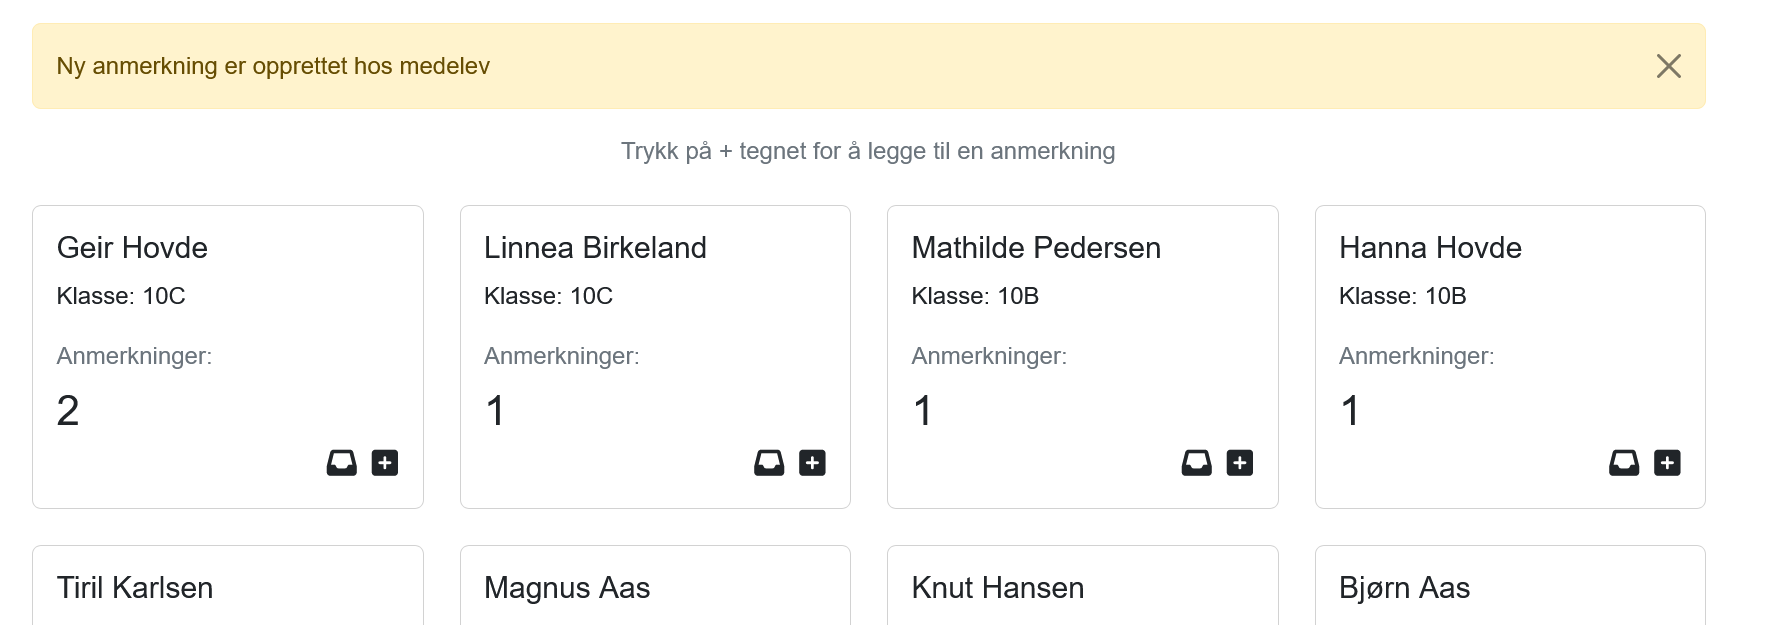 Ny anmerkning er opprettet hos medelev
Trykk på + tegnet for å legge til en anmerkning
Geir Hovde
Klasse: 10C
Anmerkninger:
2
Linnea Birkeland
Klasse: 10C
Anmerkninger:
1
Mathilde Pedersen
Klasse: 10B
Anmerkninger:
1
Hanna Hovde
Klasse: 10B
Anmerkninger:
1
Tiril Karlsen
Magnus Aas
Knut Hansen
Bjørn Aas